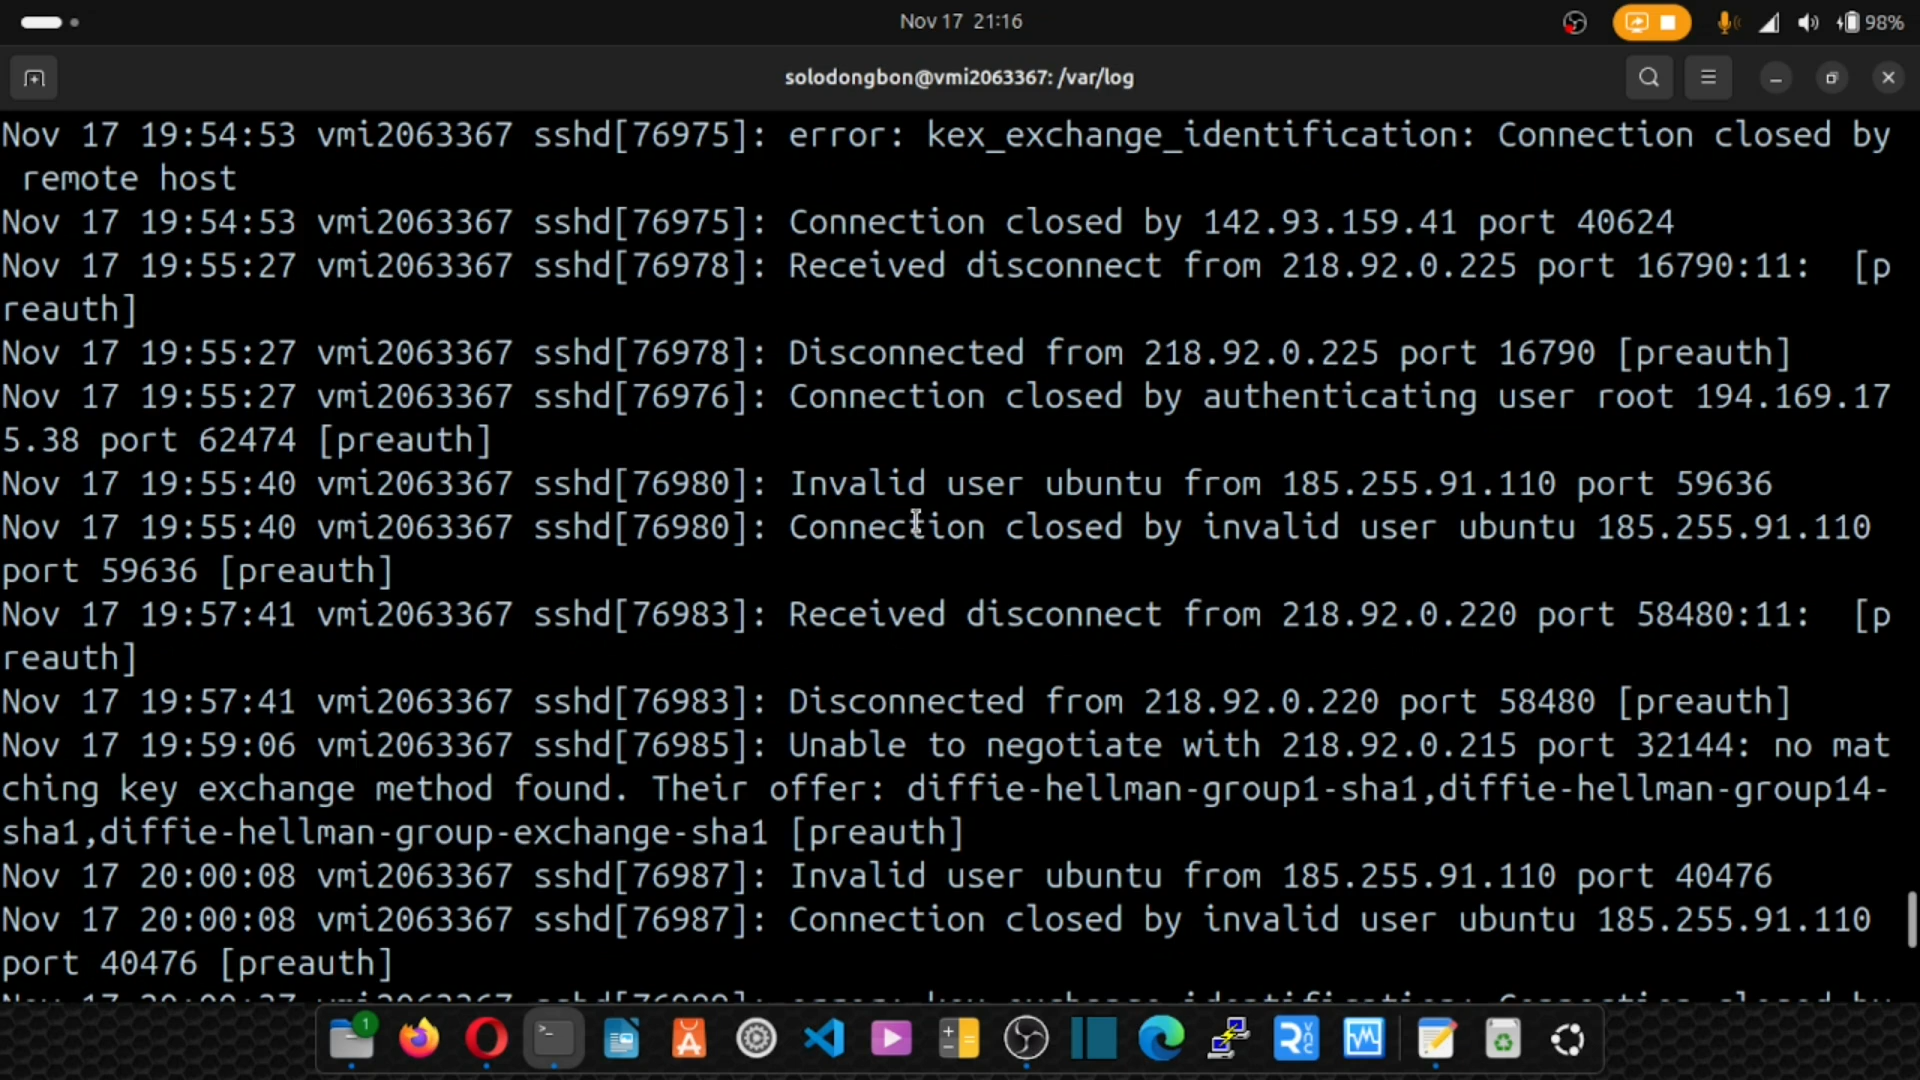 Nov 17 21:16
98%
solodongbon@vmi2063367: /var/log
Nov 17 19:54:53 vmi2063367 sshd[76975]: error: kex_exchange_identification: Connection closed by
 remote host
Nov 17 19:54:53 vmi2063367 sshd[76975]: Connection closed by 142.93.159.41 port 40624
Nov 17 19:55:27 vmi2063367 sshd[76978]: Received disconnect from 218.92.0.225 port 16790:11:  [p
reauth]
Nov 17 19:55:27 vmi2063367 sshd[76978]: Disconnected from 218.92.0.225 port 16790 [preauth]
Nov 17 19:55:27 vmi2063367 sshd[76976]: Connection closed by authenticating user root 194.169.17
5.38 port 62474 [preauth]
Nov 17 19:55:40 vmi2063367 sshd[76980]: Invalid user ubuntu from 185.255.91.110 port 59636
Nov 17 19:55:40 vmi2063367 sshd[76980]: Connection closed by invalid user ubuntu 185.255.91.110
port 59636 [preauth]
Nov 17 19:57:41 vmi2063367 sshd[76983]: Received disconnect from 218.92.0.220 port 58480:11:  [p
reauth]
Nov 17 19:57:41 vmi2063367 sshd[76983]: Disconnected from 218.92.0.220 port 58480 [preauth]
Nov 17 19:59:06 vmi2063367 sshd[76985]: Unable to negotiate with 218.92.0.215 port 32144: no mat
ching key exchange method found. Their offer: diffie-hellman-group1-sha1,diffie-hellman-group14-
sha1,diffie-hellman-group-exchange-sha1 [preauth]
Nov 17 20:00:08 vmi2063367 sshd[76987]: Invalid user ubuntu from 185.255.91.110 port 40476
Nov 17 20:00:08 vmi2063367 sshd[76987]: Connection closed by invalid user ubuntu 185.255.91.110
port 40476 [preauth]
1